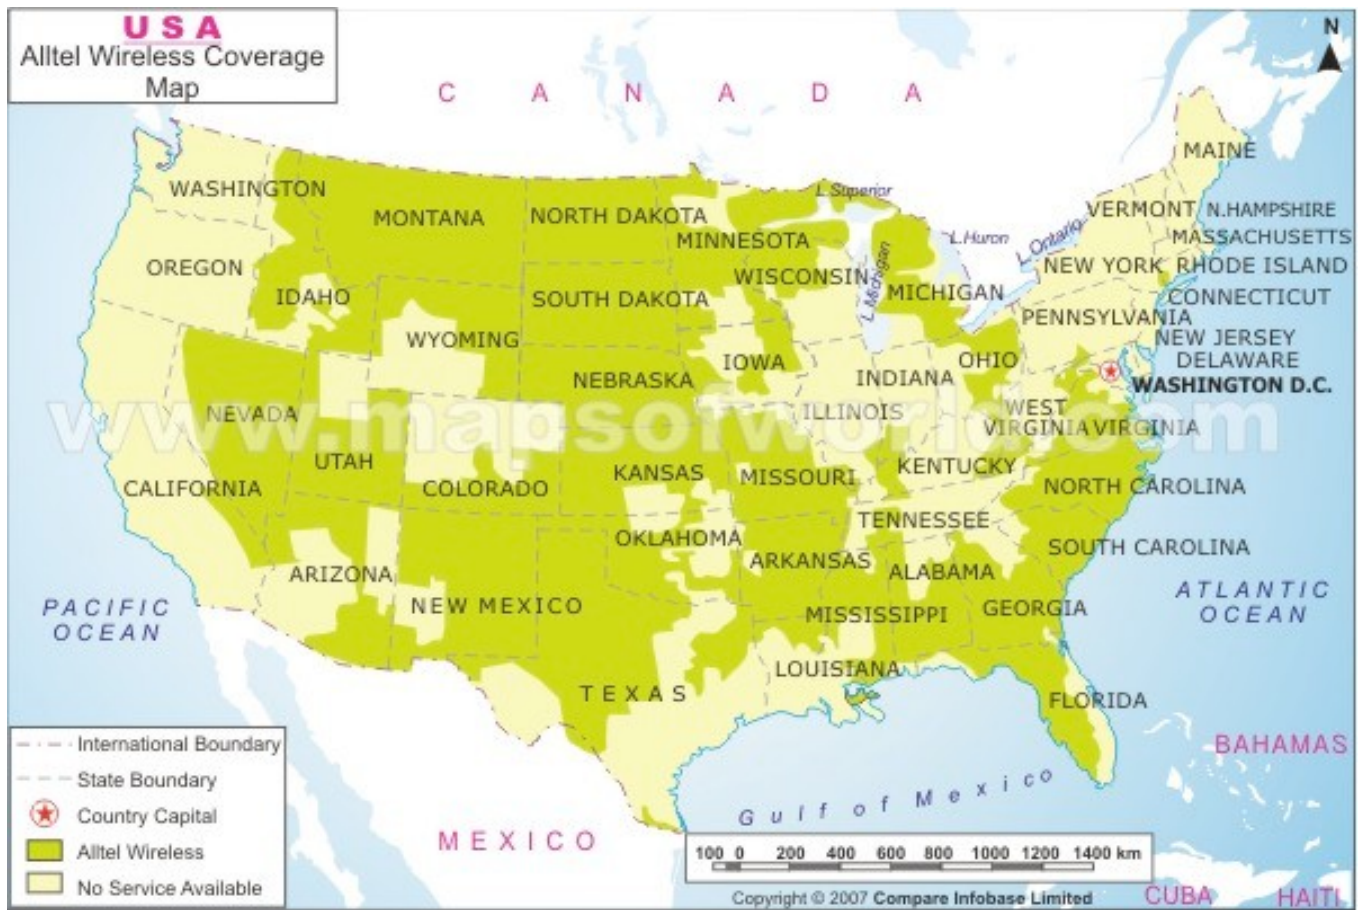 USA
Alltel Wireless Coverage
Map
N
CANADA
MAINE
WASHINGTON
MONTANA
NORTH DAKOTA
L.Superior
VERMONT
N.HAMPSHIRE
MINNESOTA
L.Huron
L.Ontario
MASSACHUSETTS
OREGON
IDAHO
WISCONSIN
L.Michigan
MICHIGAN
NEW YORK
RHODE ISLAND
SOUTH DAKOTA
CONNECTICUT
PENNSYLVANIA
WYOMING
NEW JERSEY
IOWA
OHIO
DELAWARE
NEBRASKA
INDIANA
WASHINGTON D.C.
NEVADA
ILLINOIS
WEST
VIRGINIA
VIRGINIA
www.mapsofworld.com
UTAH
COLORADO
KANSAS
MISSOURI
KENTUCKY
CALIFORNIA
NORTH CAROLINA
TENNESSEE
OKLAHOMA
ARKANSAS
SOUTH CAROLINA
ARIZONA
ALABAMA
NEW MEXICO
MISSISSIPPI
GEORGIA
PACIFIC
OCEAN
ATLANTIC
OCEAN
LOUISIANA
TEXAS
FLORIDA
BAHAMAS
Gulf of Mexico
MEXICO
International Boundary
State Boundary
Country Capital
Alltel Wireless
No Service Available
100 0 200 400 600 800 1000 1200 1400 km
Copyright © 2007 Compare Infobase Limited
CUBA
HAITI